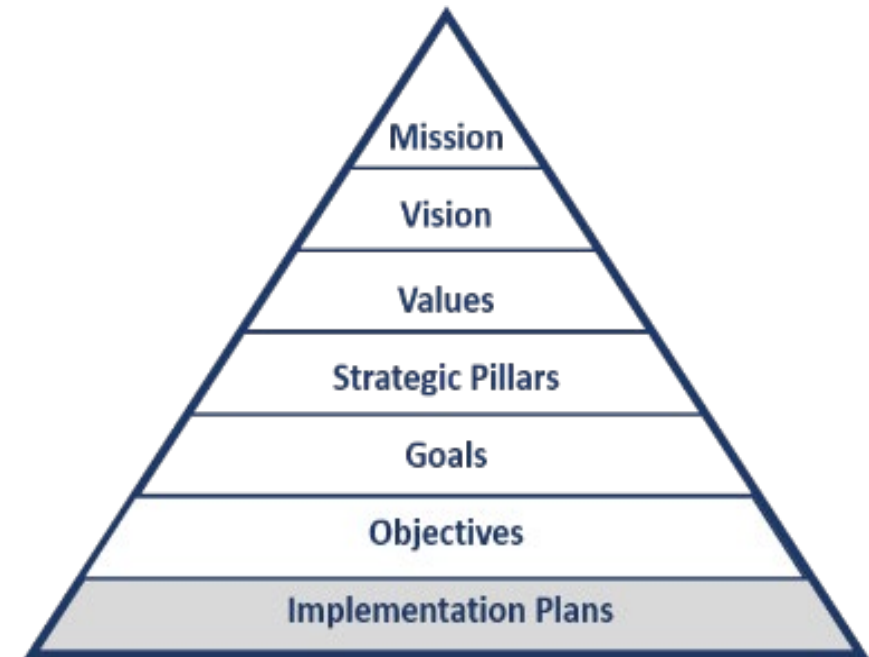 Mission
Vision
Values
Strategic Pillars
Goals
Objectives
Implementation Plans